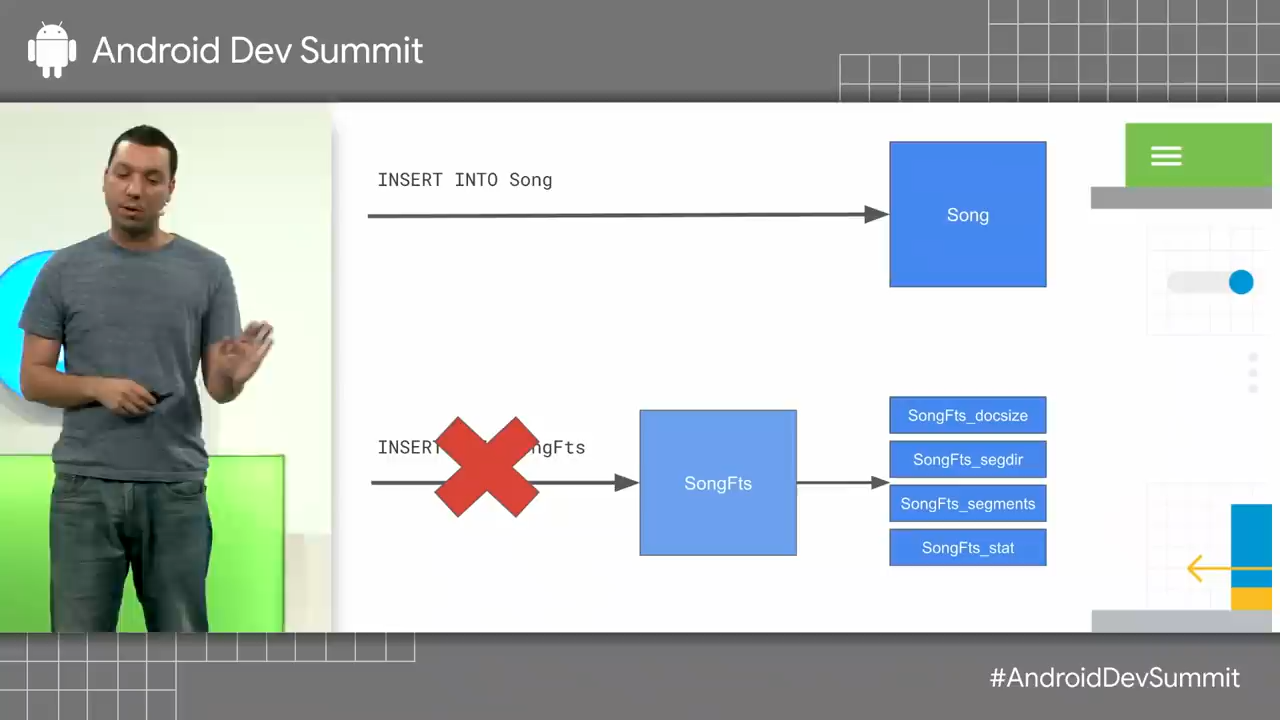 Android Dev Summit
INSERT INTO Song
Song
INSERT ngFts
SongFts
SongFts_docsize
SongFts_segdir
SongFts_segments
SongFts_stat
#AndroidDevSummit